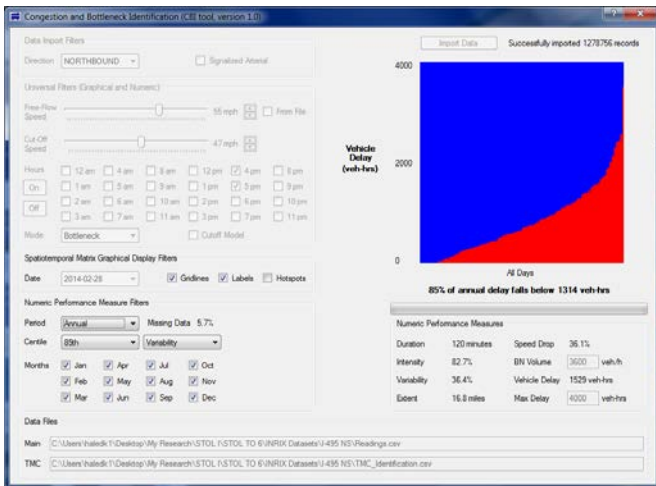 Congestion and Bottleneck Identification (CBI tool, version 1.0)
Data Import Filters
Direction NORTHBOUND Signalized Arterial
Universal Filters (Graphical and Numeric)
Free-Flow Speed 55 mph From File
Cut-Off Speed 47 mph
Hours 12 am 4 am 8 am 12 pm 4 pm 8 pm
On 1 am 5 am 9 am 1 pm 5 pm 9 pm
Off 2 am 6 am 10 am 2 pm 6 pm 10 pm
3 am 7 am 11 am 3 pm 7 pm 11 pm
Mode Bottleneck Cutoff Model
Spatiotemporal Matrix Graphical Display Filters
Date 2014-02-28 Gridlines Labels Hotspots
Numeric Performance Measure Filters
Period Annual Missing Data 5.7%
Centile 85th Variability
Months Jan Apr Jul Oct
Feb May Aug Nov
Mar Jun Sep Dec
Import Data Successfully imported 1278756 records
4000
Vehicle Delay (veh-hrs)
2000
0
All Days
85% of annual delay falls below 1314 veh-hrs
Numeric Performance Measures
Duration 120 minutes Speed Drop 36.1%
Intensity 82.7% BN Volume 3600 veh/h
Variability 36.4% Vehicle Delay 1529 veh-hrs
Extent 16.8 miles Max Delay 4000 veh-hrs
Data Files
Main C:\Users\haledk1\Desktop\My Research\STOL I\STOL TO 6\INRIX Datasets\I-495 NS\Readings.csv
TMC C:\Users\haledk1\Desktop\My Research\STOL I\STOL TO 6\INRIX Datasets\I-495 NS\TMC_Identification.csv